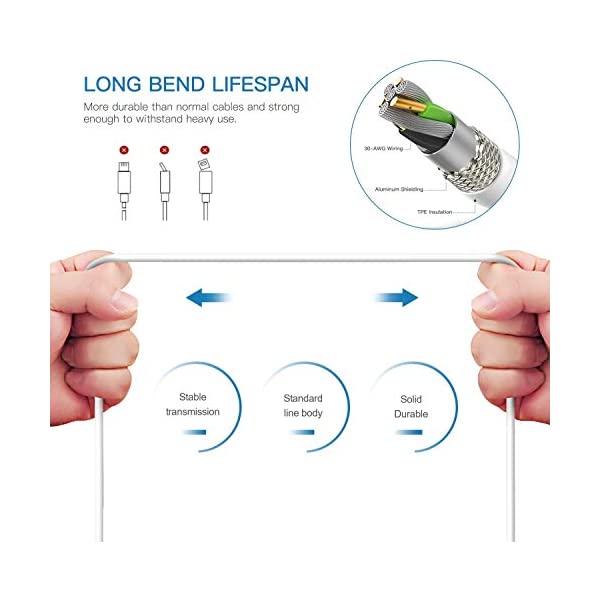 LONG BEND LIFESPAN
More durable than normal cables and strong
enough to withstand heavy use.
30-AWG Wiring
Aluminum Shielding
TPE Insulation
Stable
transmission
Standard
line body
Solid
Durable